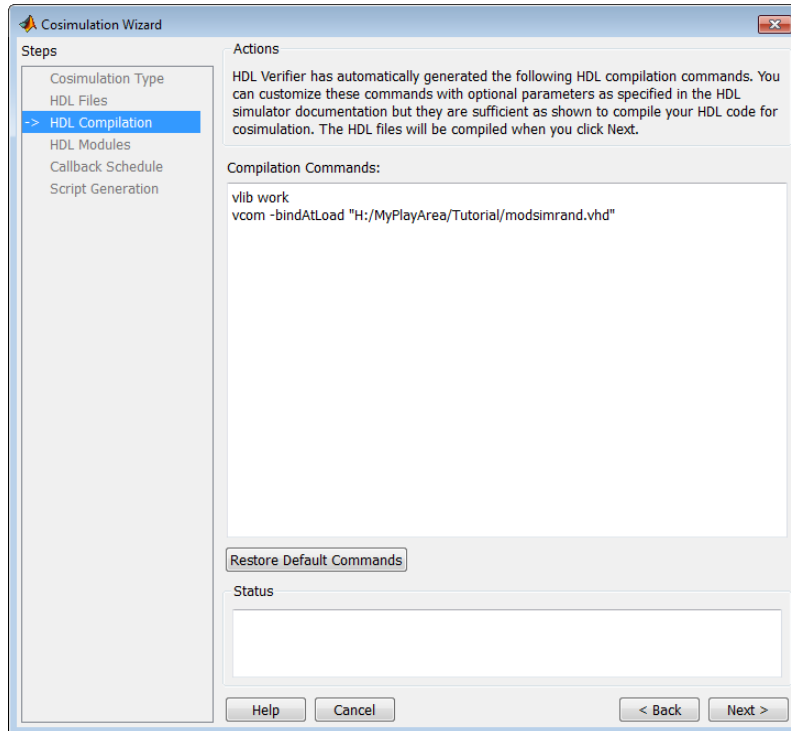 Cosimulation Wizard
Steps
Cosimulation Type
HDL Files
-> HDL Compilation
HDL Modules
Callback Schedule
Script Generation
Actions
HDL Verifier has automatically generated the following HDL compilation commands. You
can customize these commands with optional parameters as specified in the HDL
simulator documentation but they are sufficient as shown to compile your HDL code for
cosimulation. The HDL files will be compiled when you click Next.
Compilation Commands:
vlib work
vcom -bindAtLoad "H:/MyPlayArea/Tutorial/modsimrand.vhd"
Restore Default Commands
Status
Help
Cancel
< Back
Next >